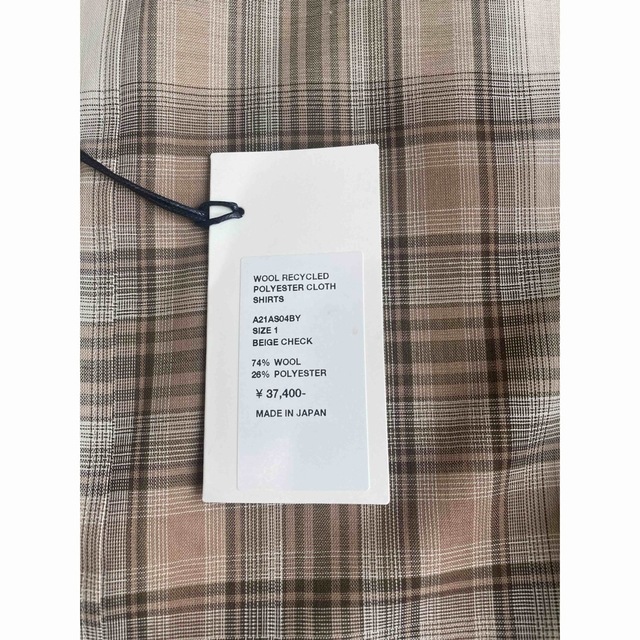 WOOL RECYCLED
POLYESTER CLOTH
SHIRTS
A21AS04BY
SIZE 1
BEIGE CHECK
74% WOOL
26% POLYESTER
¥ 37,400-
MADE IN JAPAN